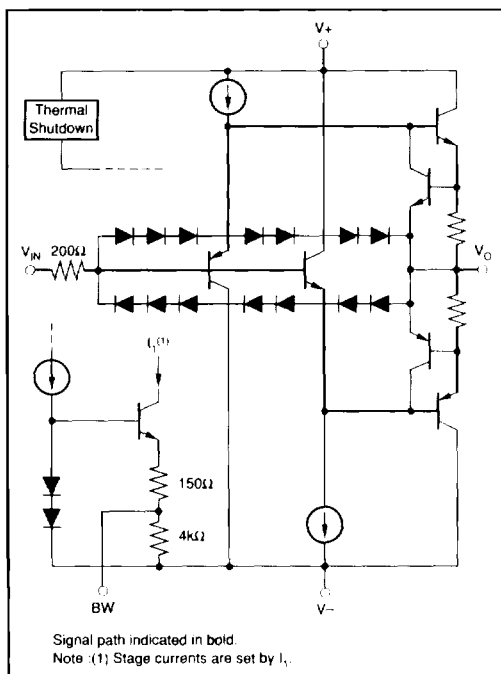 V+
Thermal
Shutdown
V_IN 200Ω
V_O
I_1^(1)
150Ω
4kΩ
BW
V–
Signal path indicated in bold.
Note :(1) Stage currents are set by I_1.